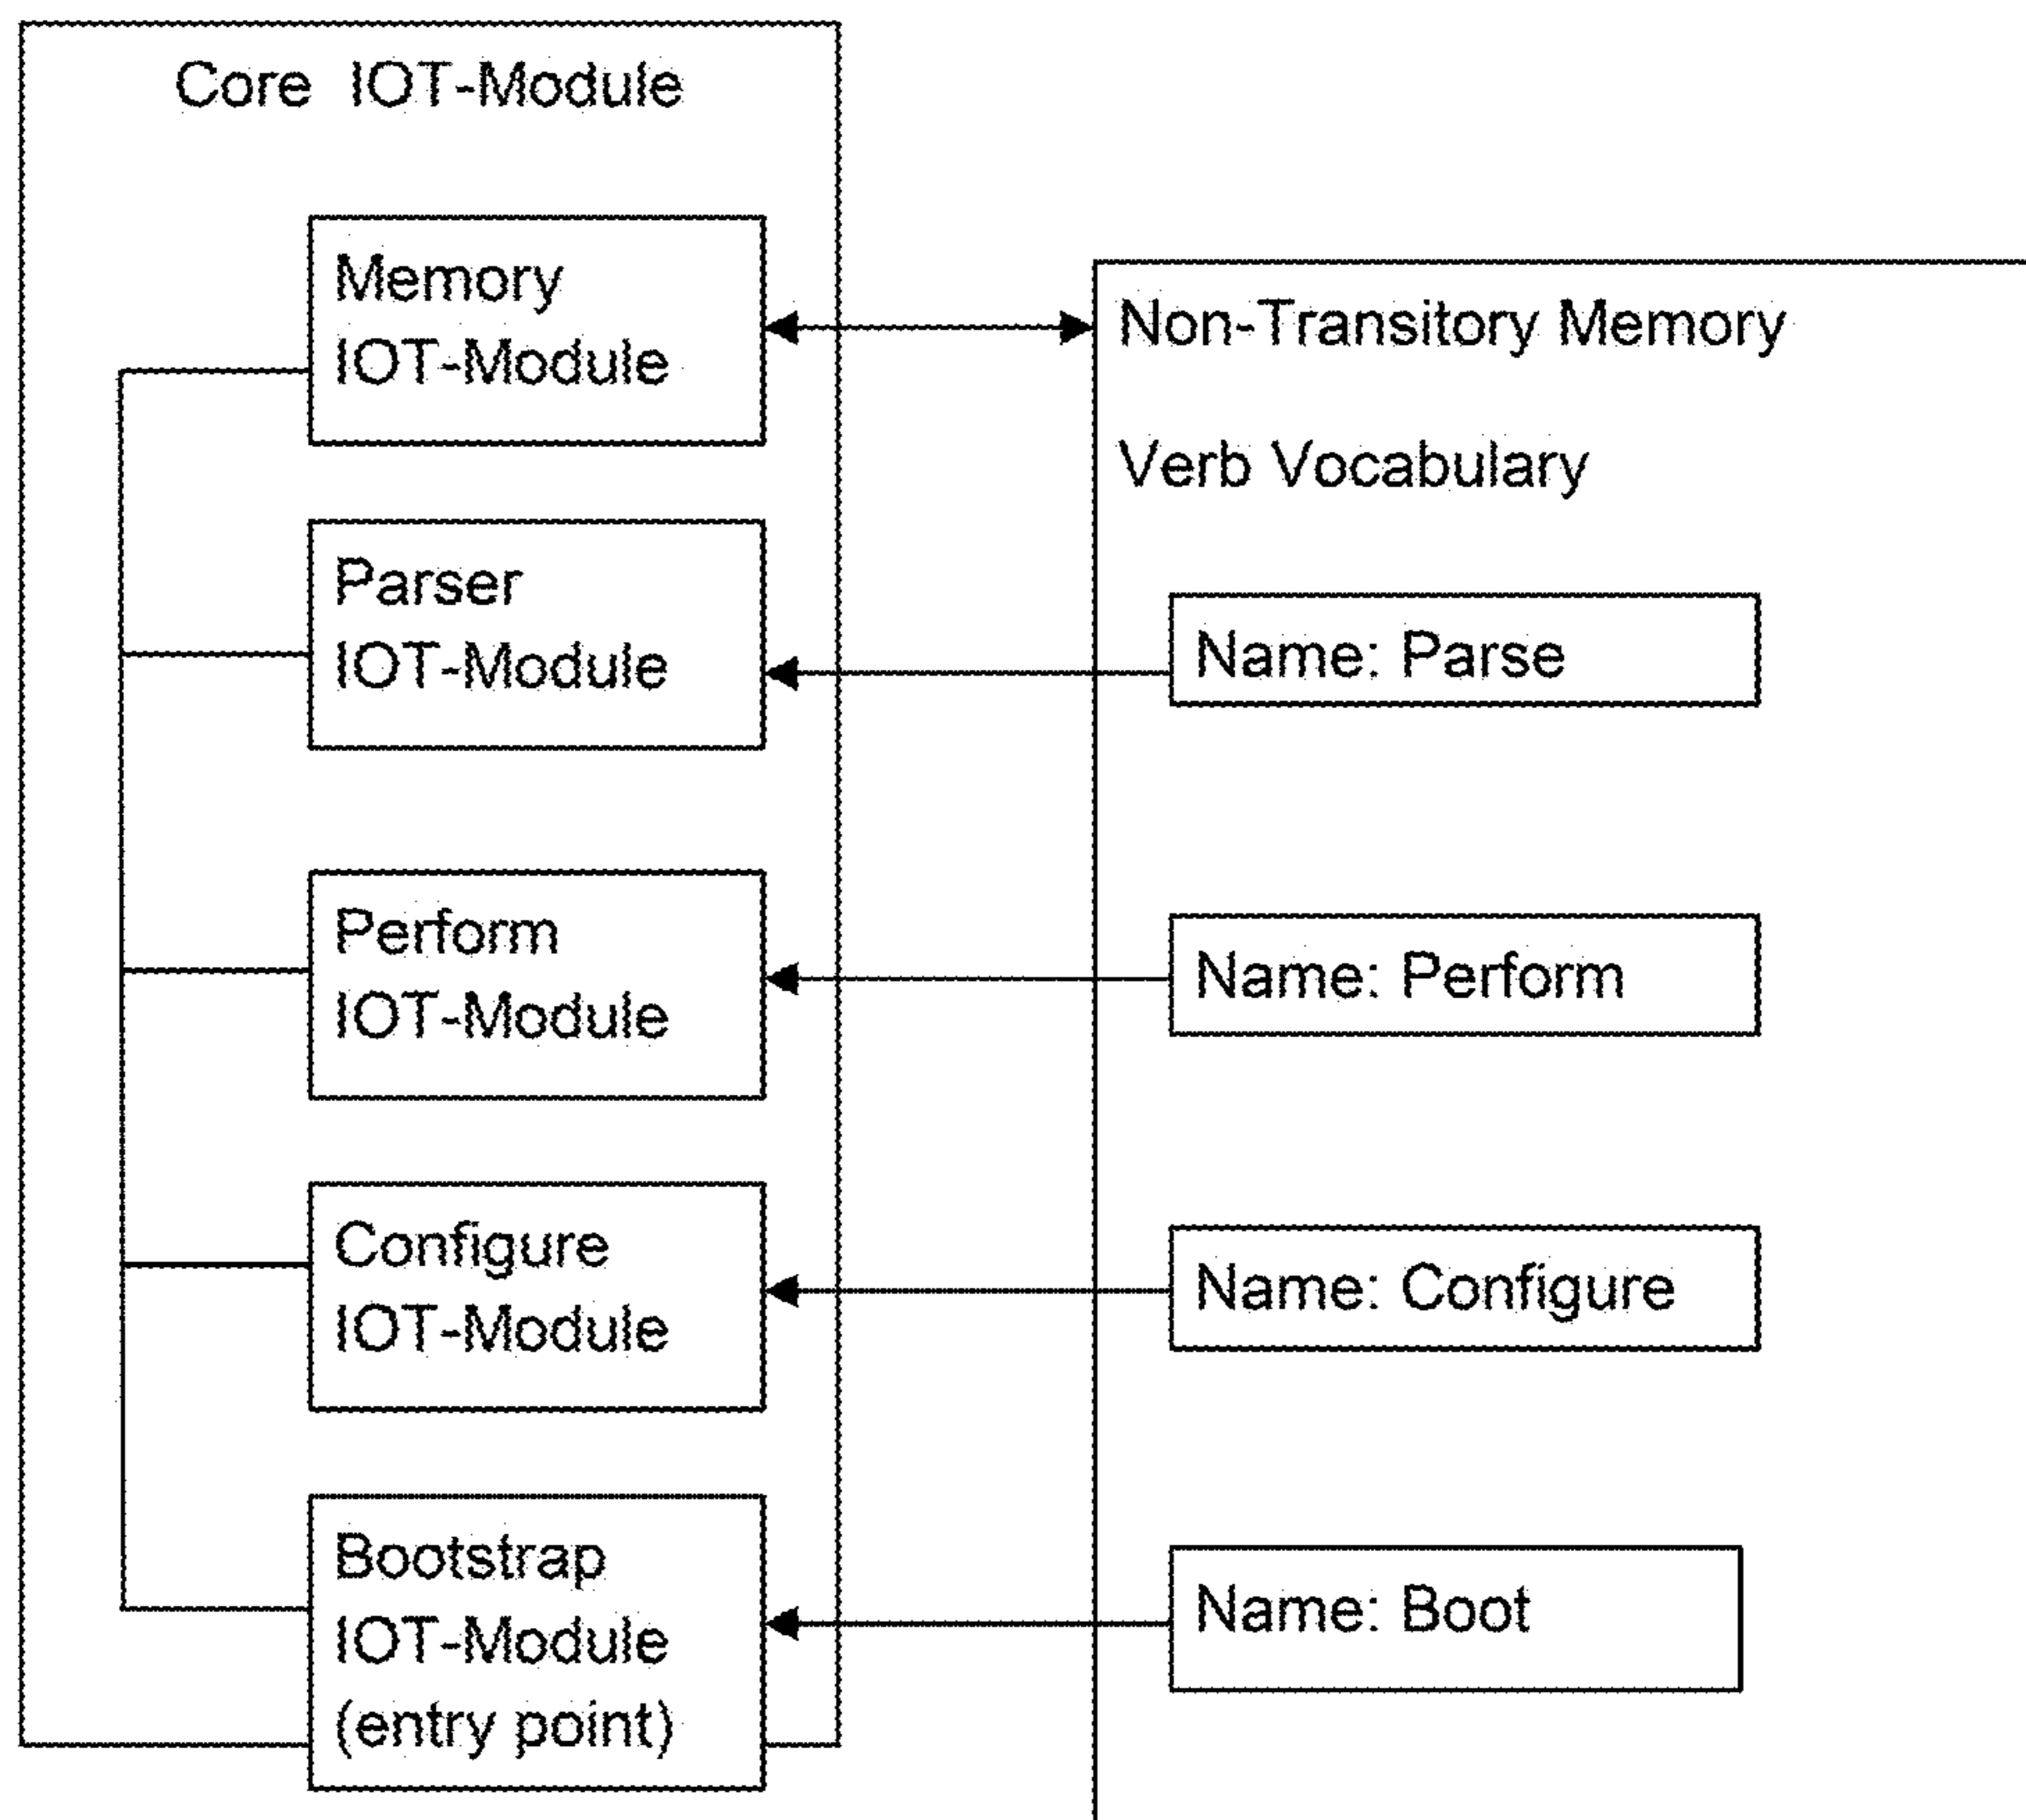 Core IOT-Module
Memory
IOT-Module
Parser
IOT-Module
Perform
IOT-Module
Configure
IOT-Module
Bootstrap
IOT-Module
(entry point)
Non-Transitory Memory
Verb Vocabulary
Name: Parse
Name: Perform
Name: Configure
Name: Boot